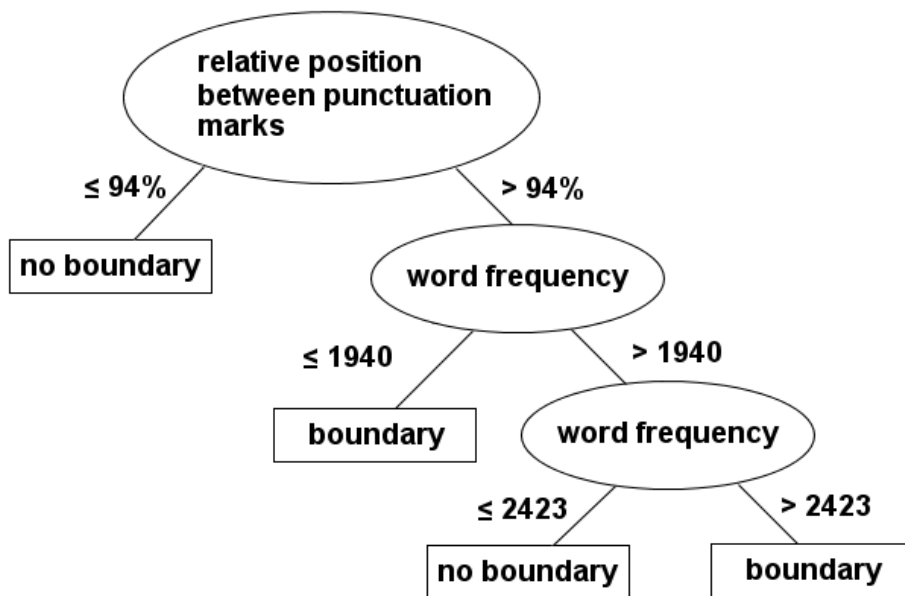 relative position
between punctuation
marks
≤ 94%
> 94%
no boundary
word frequency
≤ 1940
> 1940
boundary
word frequency
≤ 2423
> 2423
no boundary
boundary